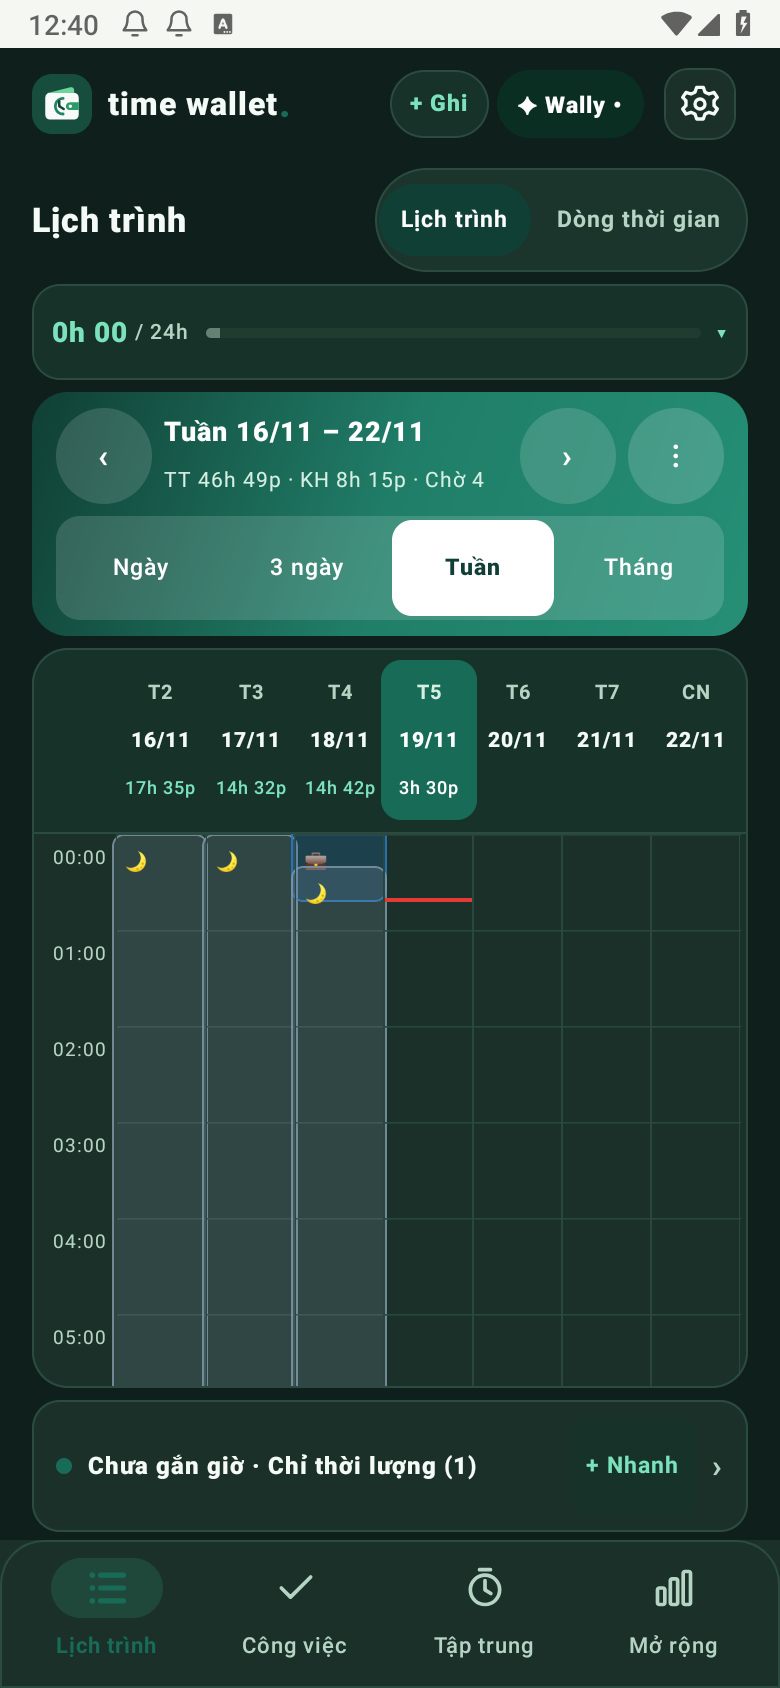 12:40
A
time wallet.
+ Ghi
✦ Wally •
Lịch trình
Lịch trình
Dòng thời gian
0h 00 / 24h
▾
‹
Tuần 16/11 – 22/11
TT 46h 49p · KH 8h 15p · Chờ 4
›
⋮
Ngày
3 ngày
Tuần
Tháng
T2 T3 T4 T5 T6 T7 CN
16/11 17/11 18/11 19/11 20/11 21/11 22/11
17h 35p 14h 32p 14h 42p 3h 30p
00:00
01:00
02:00
03:00
04:00
05:00
Chưa gắn giờ · Chỉ thời lượng (1)
+ Nhanh
›
Lịch trình
Công việc
Tập trung
Mở rộng